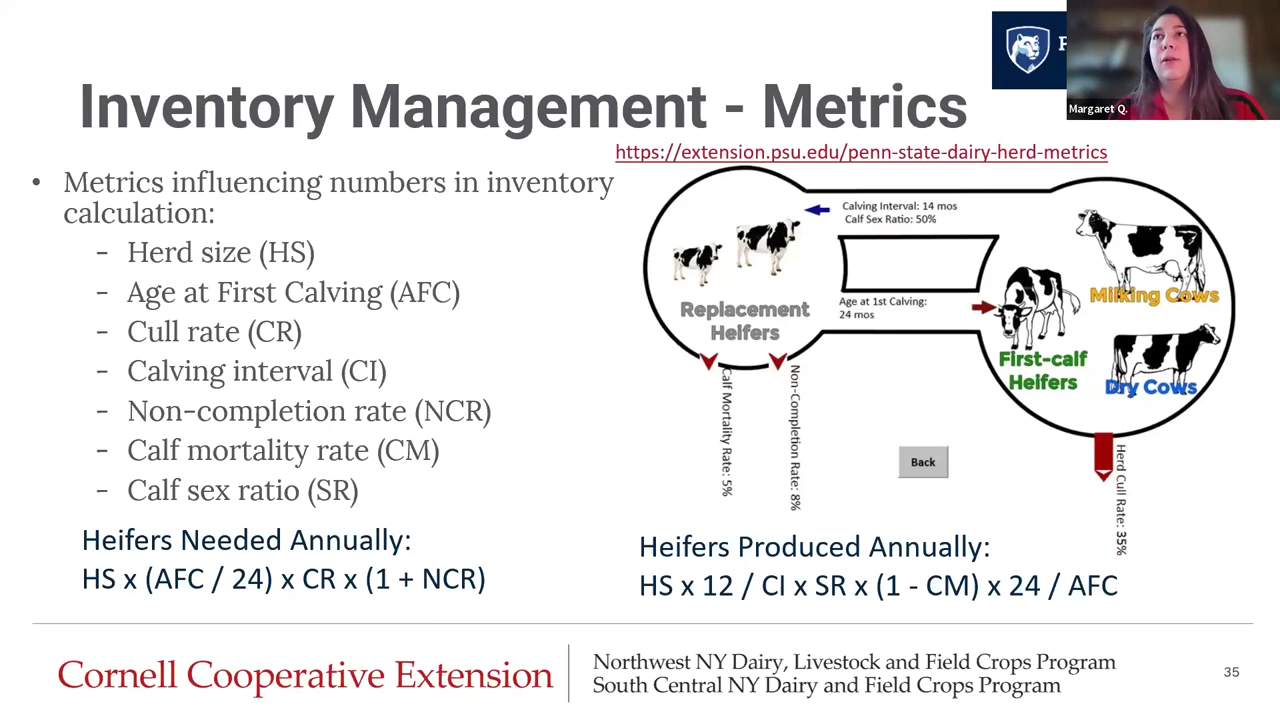 Inventory Management - Metrics
Margaret Q.
https://extension.psu.edu/penn-state-dairy-herd-metrics
• Metrics influencing numbers in inventory
calculation:
- Herd size (HS)
- Age at First Calving (AFC)
- Cull rate (CR)
- Calving interval (CI)
- Non-completion rate (NCR)
- Calf mortality rate (CM)
- Calf sex ratio (SR)
Heifers Needed Annually:
HS x (AFC / 24) x CR x (1 + NCR)
Calving Interval: 14 mos
Calf Sex Ratio: 50%
Replacement
Heifers
Age at 1st Calving:
24 mos
Milking Cows
First-calf
Heifers
Dry Cows
Calf Mortality Rate: 5%
Non-Completion Rate: 8%
Back
Herd Cull Rate: 35%
Heifers Produced Annually:
HS x 12 / CI x SR x (1 - CM) x 24 / AFC
Cornell Cooperative Extension
Northwest NY Dairy, Livestock and Field Crops Program
South Central NY Dairy and Field Crops Program
35